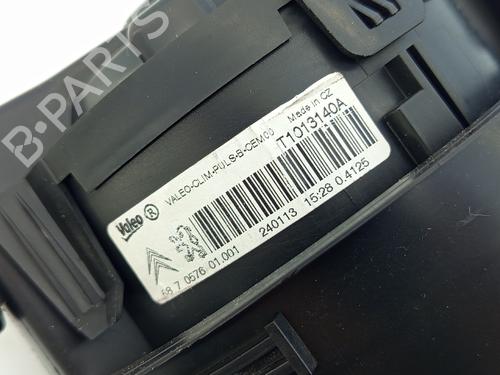 B-PARTS
Valeo ®
VALEO-CLIM-PULS-B-OEM00 Made in CZ
T1013140A
240113 15:28 0.4125
58 7 0576 01.001